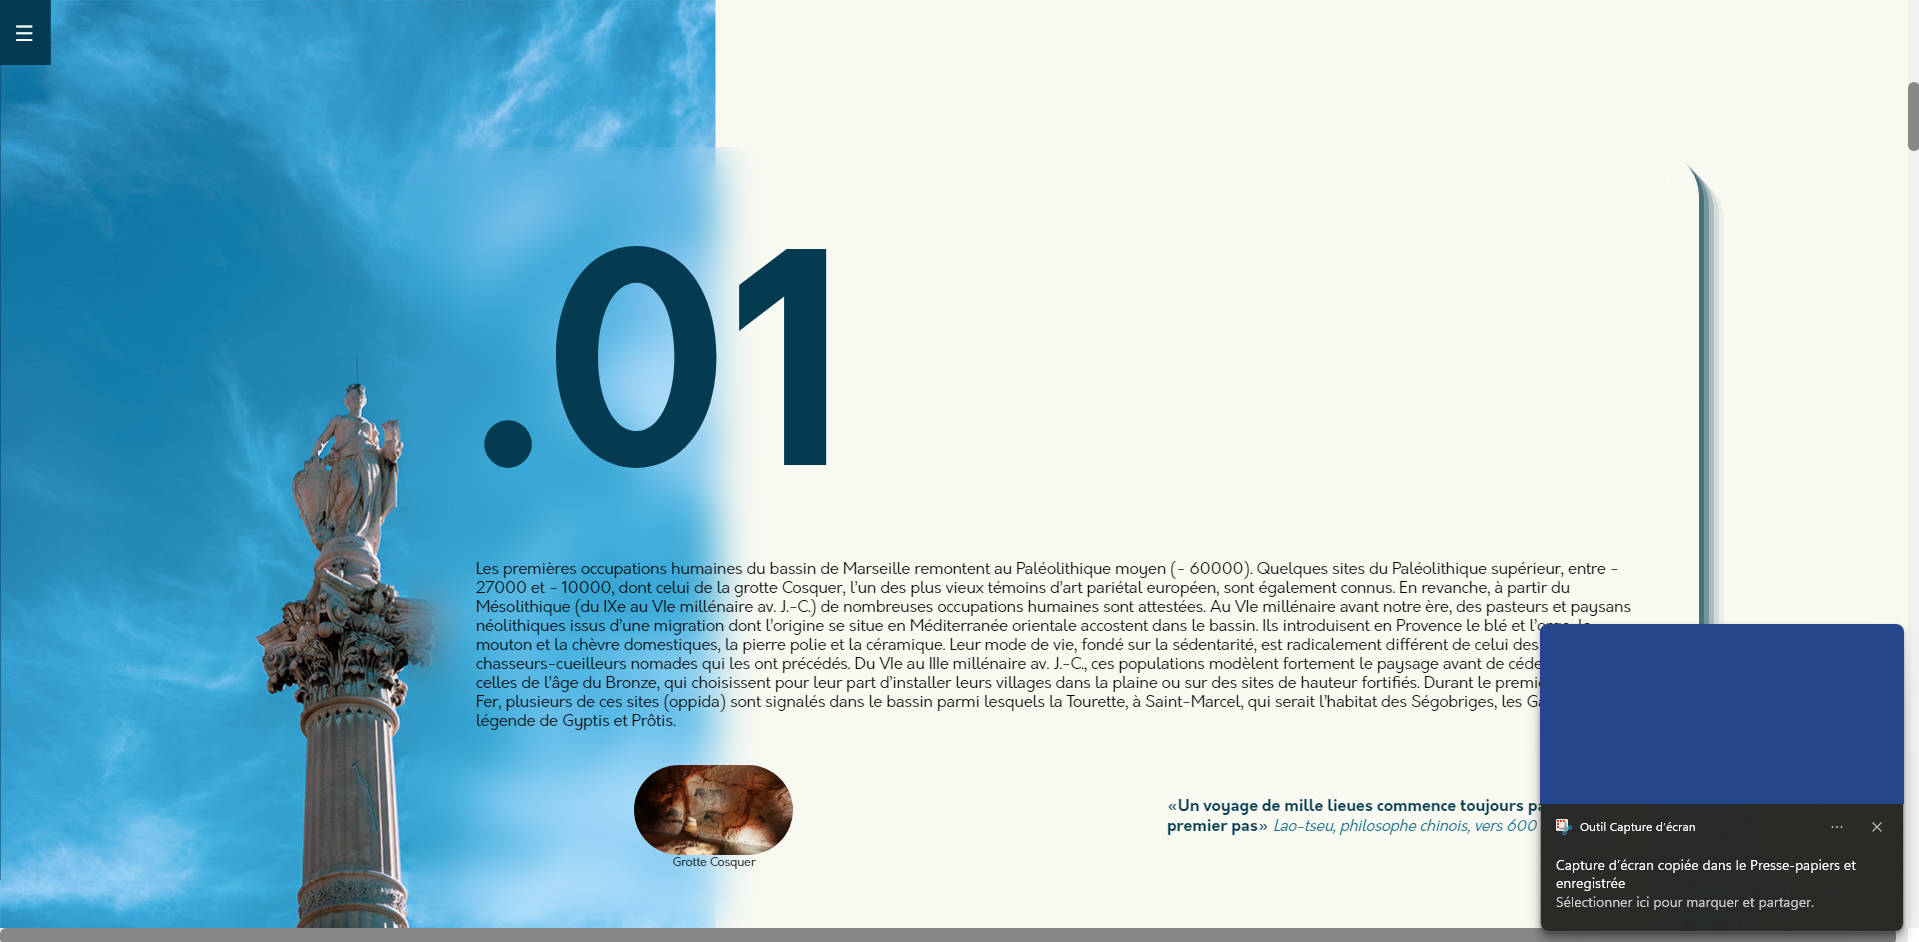 .01
Les premières occupations humaines du bassin de Marseille remontent au Paléolithique moyen (- 60000). Quelques sites du Paléolithique supérieur, entre -
27000 et - 10000, dont celui de la grotte Cosquer, l'un des plus vieux témoins d'art pariétal européen, sont également connus. En revanche, à partir du
Mésolithique (du IXe au VIe millénaire av. J.-C.) de nombreuses occupations humaines sont attestées. Au VIe millénaire avant notre ère, des pasteurs et paysans
néolithiques issus d'une migration dont l'origine se situe en Méditerranée orientale accostent dans le bassin. Ils introduisent en Provence le blé et
mouton et la chèvre domestiques, la pierre polie et la céramique. Leur mode de vie, fondé sur la sédentarité, est radicalement différent de celui des
chasseurs-cueilleurs nomades qui les ont précédés. Du VIe au IIIe millénaire av. J.-C., ces populations modèlent fortement le paysage avant de
celles de l'âge du Bronze, qui choisissent pour leur part d'installer leurs villages dans la plaine ou sur des sites de hauteur fortifiés. Durant le
Fer, plusieurs de ces sites (oppida) sont signalés dans le bassin parmi lesquels la Tourette, à Saint-Marcel, qui serait l'habitat des Ségobriges, les
légende de Gyptis et Prôtis.
Grotte Cosquer
«Un voyage de mille lieues commence toujours
premier pas» Lao-tseu, philosophe chinois, vers 600
Outil Capture d'écran
Capture d'écran copiée dans le Presse-papiers et
enregistrée
Sélectionner ici pour marquer et partager.